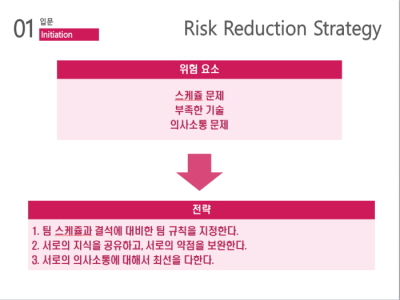 01
입문
Initiation
Risk Reduction Strategy
위험 요소
스케쥴 문제
부족한 기술
의사소통 문제
전략
1. 팀 스케쥴과 결석에 대비한 팀 규칙을 지정한다.
2. 서로의 지식을 공유하고, 서로의 약점을 보완한다.
3. 서로의 의사소통에 대해서 최선을 다한다.